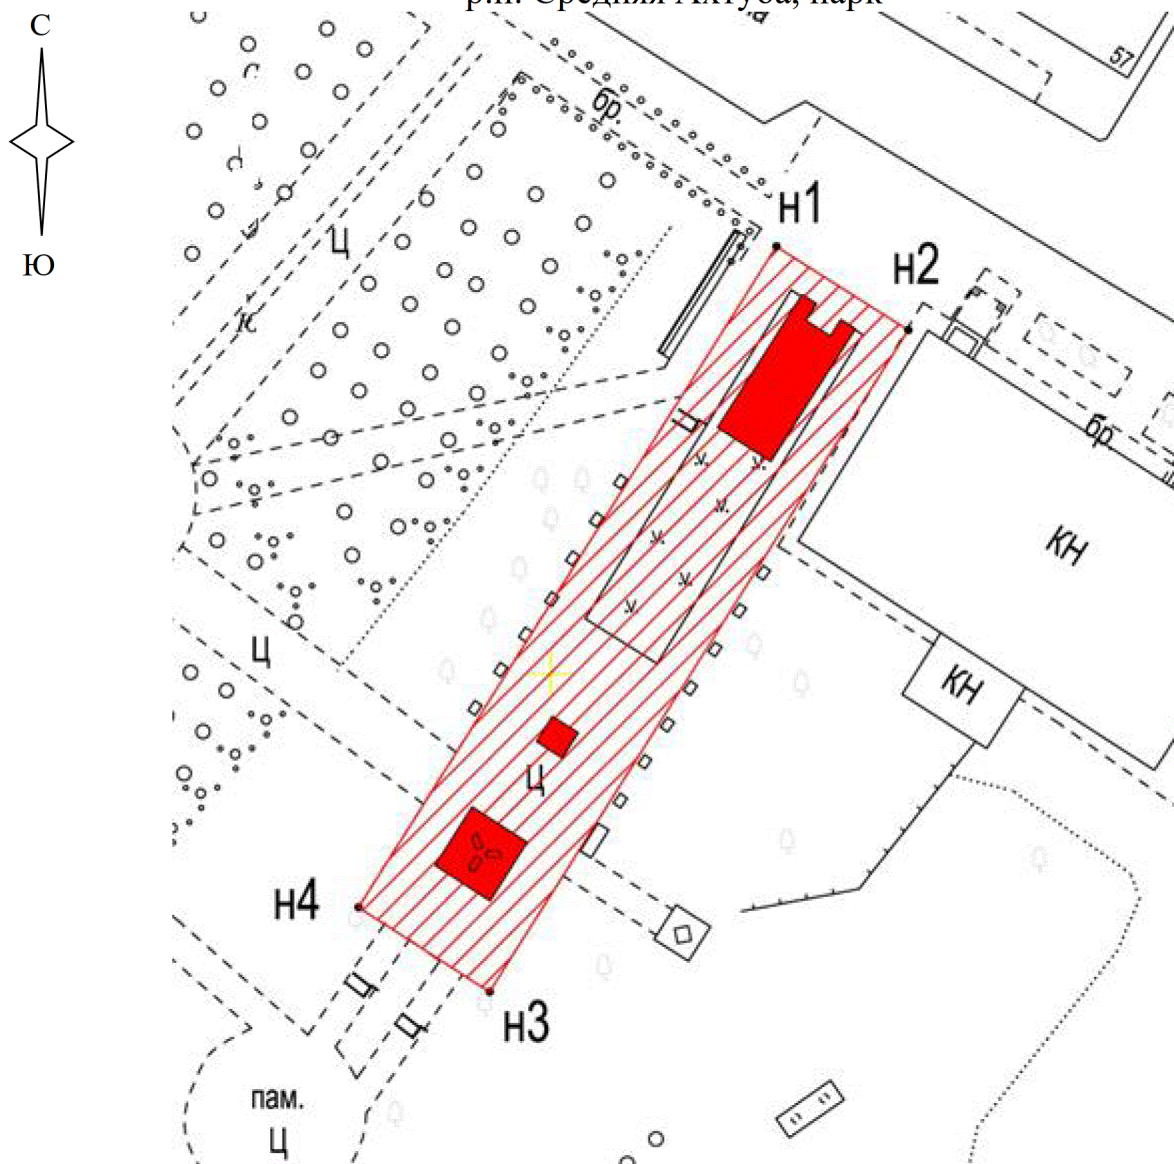 р.п. Средняя Ахтуба, парк
С
57
бр.
н1
Ц
н2
Ю
бр.
КН
Ц
КН
Ц
н4
Ц
н3
Ц
пам.
Ц